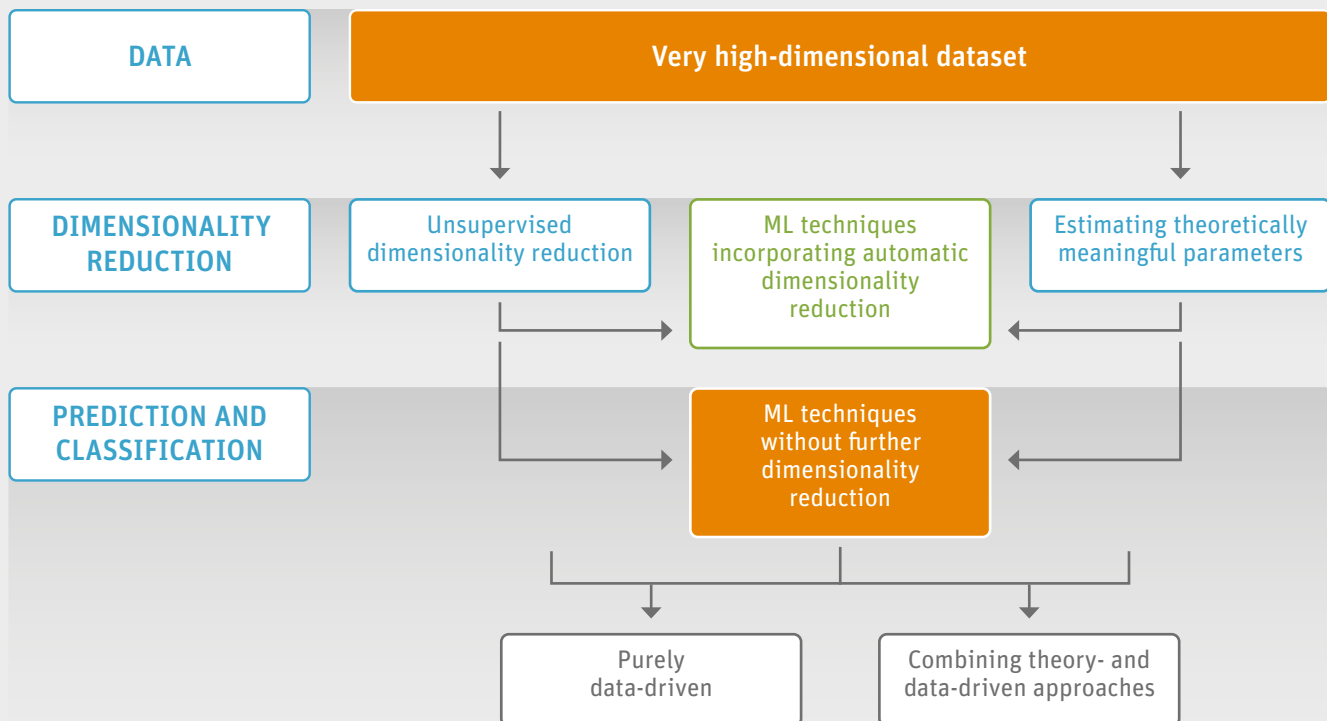 DATA
Very high-dimensional dataset
DIMENSIONALITY
REDUCTION
Unsupervised
dimensionality reduction
ML techniques
incorporating automatic
dimensionality
reduction
Estimating theoretically
meaningful parameters
PREDICTION AND
CLASSIFICATION
ML techniques
without further
dimensionality
reduction
Purely
data-driven
Combining theory- and
data-driven approaches